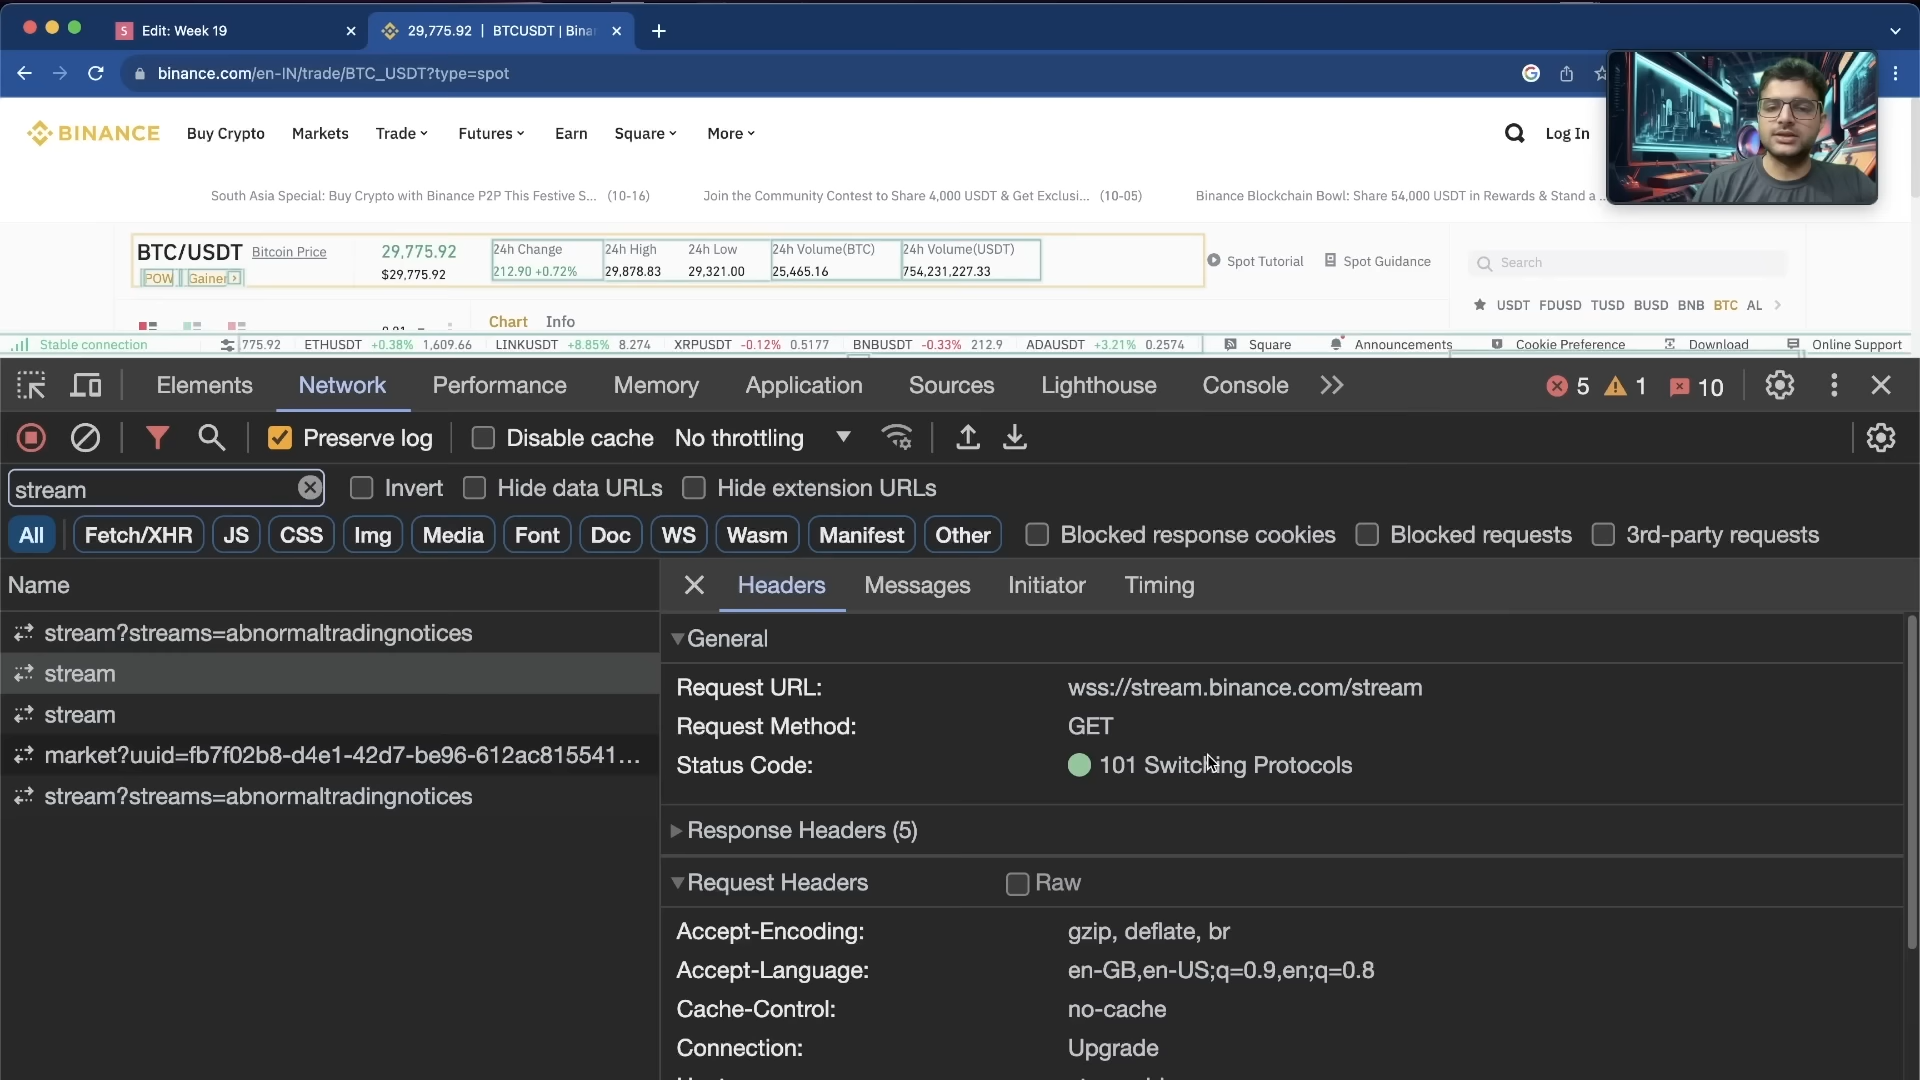 S Edit: Week 19
29,775.92 | BTCUSDT | Bina
binance.com/en-IN/trade/BTC_USDT?type=spot
BINANCE Buy Crypto Markets Trade Futures Earn Square More Log In
South Asia Special: Buy Crypto with Binance P2P This Festive S... (10-16) Join the Community Contest to Share 4,000 USDT & Get Exclusi... (10-05) Binance Blockchain Bowl: Share 54,000 USDT in Rewards & Stand a ..
BTC/USDT Bitcoin Price 29,775.92 24h Change 24h High 24h Low 24h Volume(BTC) 24h Volume(USDT)
$29,775.92 212.90 +0.72% 29,878.83 29,321.00 25,465.16 754,231,227.33
POW Gainer
Spot Tutorial Spot Guidance Search
USDT FDUSD TUSD BUSD BNB BTC AL
Chart Info
Stable connection 775.92 ETHUSDT +0.38% 1,609.66 LINKUSDT +8.85% 8.274 XRPUSDT -0.12% 0.5177 BNBUSDT -0.33% 212.9 ADAUSDT +3.21% 0.2574 Square Announcements Cookie Preference Download Online Support
Elements Network Performance Memory Application Sources Lighthouse Console 5 1 10
Preserve log Disable cache No throttling
stream Invert Hide data URLs Hide extension URLs
All Fetch/XHR JS CSS Img Media Font Doc WS Wasm Manifest Other Blocked response cookies Blocked requests 3rd-party requests
Name
stream?streams=abnormaltradingnotices
stream
stream
market?uuid=fb7f02b8-d4e1-42d7-be96-612ac815541...
stream?streams=abnormaltradingnotices
Headers Messages Initiator Timing
General
Request URL: wss://stream.binance.com/stream
Request Method: GET
Status Code: 101 Switching Protocols
Response Headers (5)
Request Headers Raw
Accept-Encoding: gzip, deflate, br
Accept-Language: en-GB,en-US;q=0.9,en;q=0.8
Cache-Control: no-cache
Connection: Upgrade